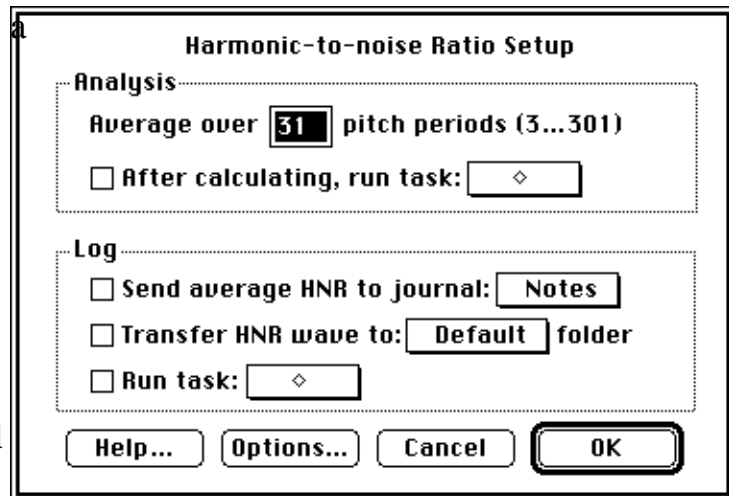 a
Harmonic-to-noise Ratio Setup
Analysis
Average over 31 pitch periods (3...301)
After calculating, run task:
Log
Send average HNR to journal: Notes
Transfer HNR wave to: Default folder
Run task:
Help... Options... Cancel OK